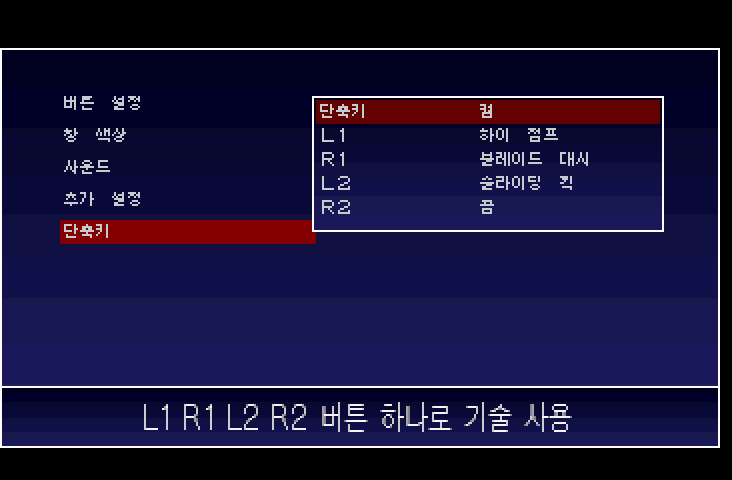 버튼 설정
창 색상
사운드
추가 설정
단축키
단축키 켬
L1 하이 점프
R1 블레이드 대시
L2 슬라이딩 킥
R2 끔
L1 R1 L2 R2 버튼 하나로 기술 사용